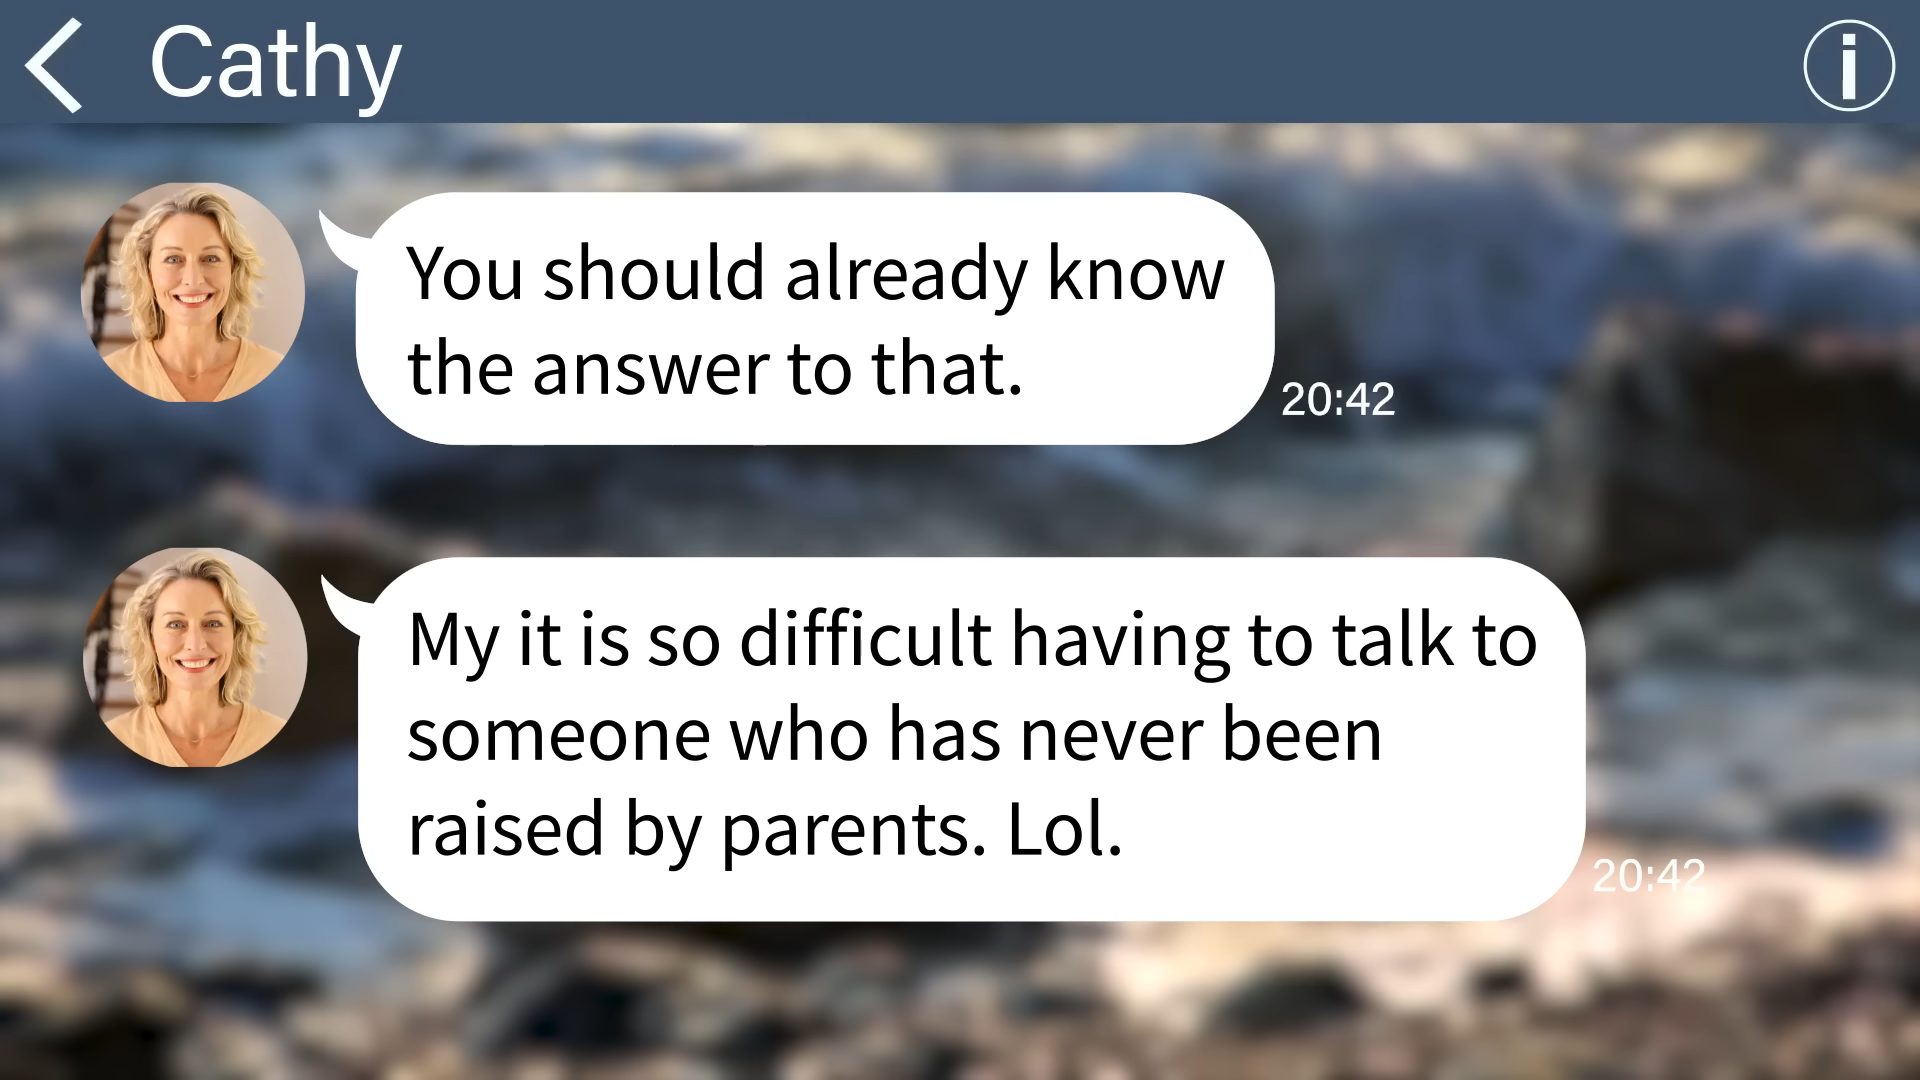 Cathy
You should already know
the answer to that.
20:42
My it is so difficult having to talk to
someone who has never been
raised by parents. Lol.
20:42